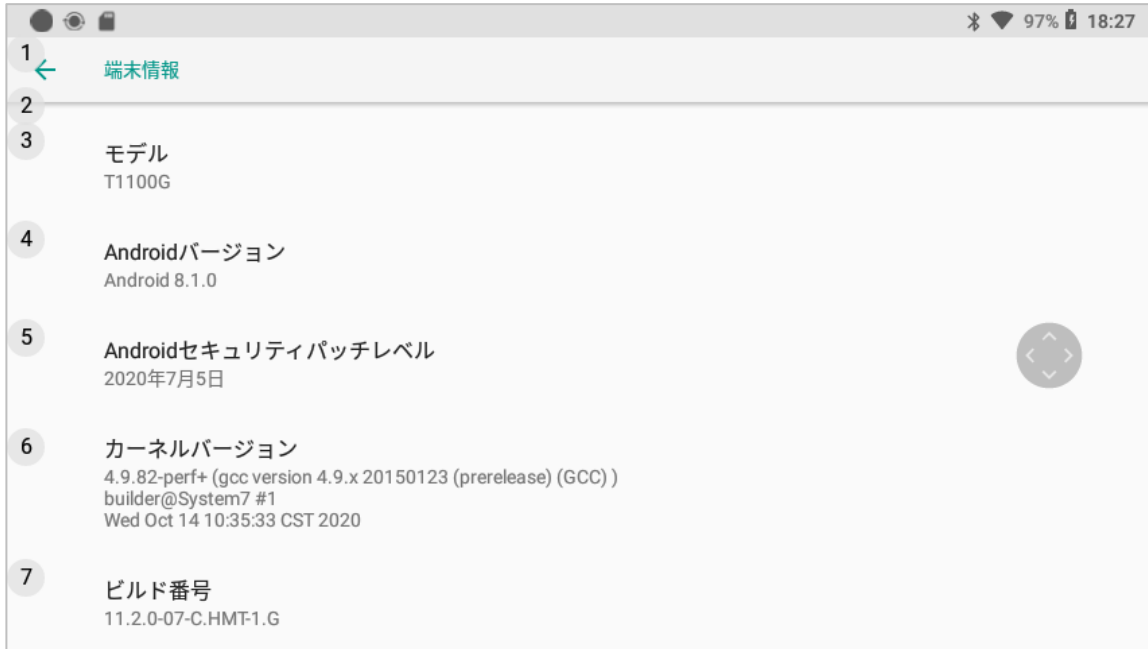 97% 18:27
1
端末情報
2
3
モデル
T1100G
4
Androidバージョン
Android 8.1.0
5
Androidセキュリティパッチレベル
2020年7月5日
6
カーネルバージョン
4.9.82-perf+ (gcc version 4.9.x 20150123 (prerelease) (GCC) )
builder@System7 #1
Wed Oct 14 10:35:33 CST 2020
7
ビルド番号
11.2.0-07-C.HMT-1.G